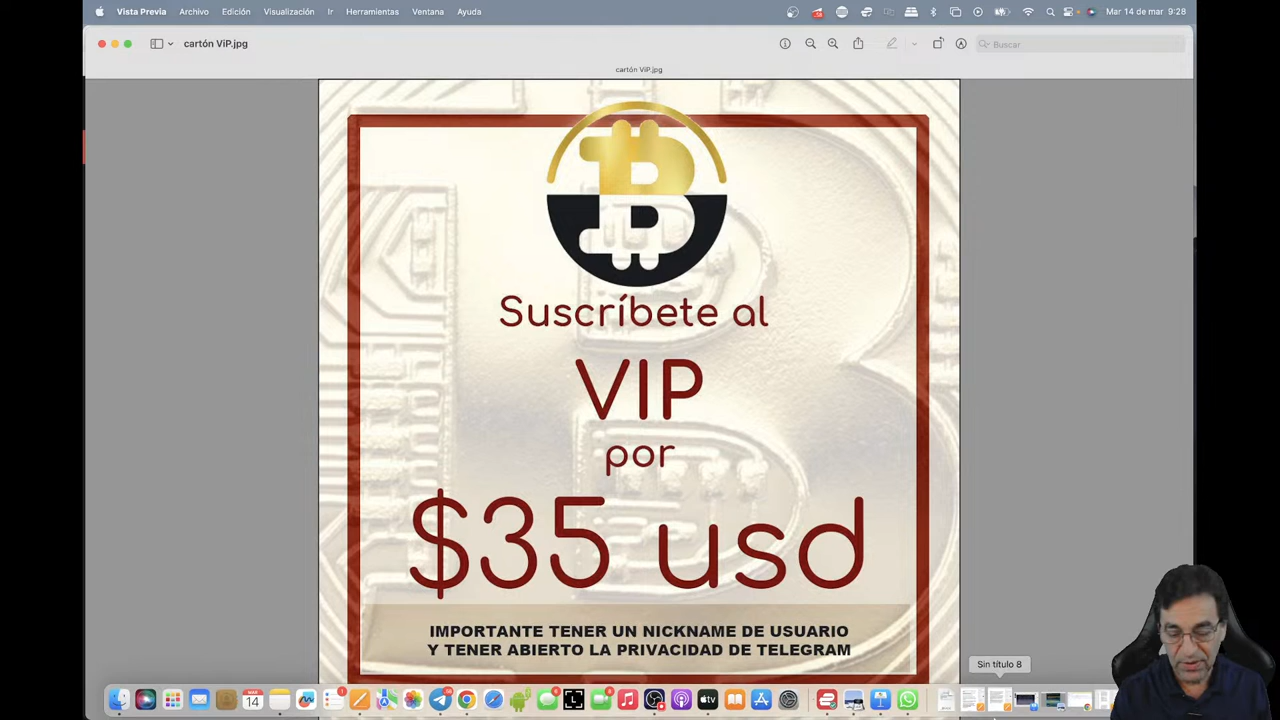 Vista Previa Archivo Edición Visualización Ir Herramientas Ventana Ayuda Mar 14 de mar 9:28
cartón ViP.jpg Buscar
cartón ViP.jpg
Suscríbete al
VIP
por
$35 usd
IMPORTANTE TENER UN NICKNAME DE USUARIO
Y TENER ABIERTO LA PRIVACIDAD DE TELEGRAM
Sin título 8